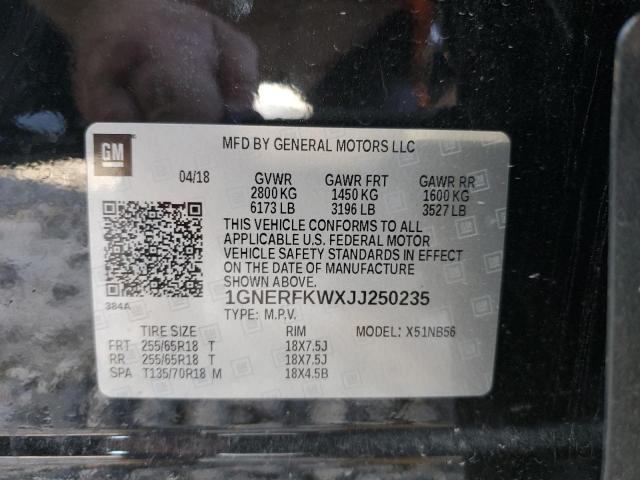 GM
MFD BY GENERAL MOTORS LLC
04/18 GVWR GAWR FRT GAWR RR
2800 KG 1450 KG 1600 KG
6173 LB 3196 LB 3527 LB
THIS VEHICLE CONFORMS TO ALL
APPLICABLE U.S. FEDERAL MOTOR
VEHICLE SAFETY STANDARDS IN EFFECT
ON THE DATE OF MANUFACTURE
SHOWN ABOVE.
384A
1GNERFKWXJJ250235
TYPE: M.P.V.
TIRE SIZE RIM MODEL: X51NB56
FRT 255/65R18 T 18X7.5J
RR 255/65R18 T 18X7.5J
SPA T135/70R18 M 18X4.5B